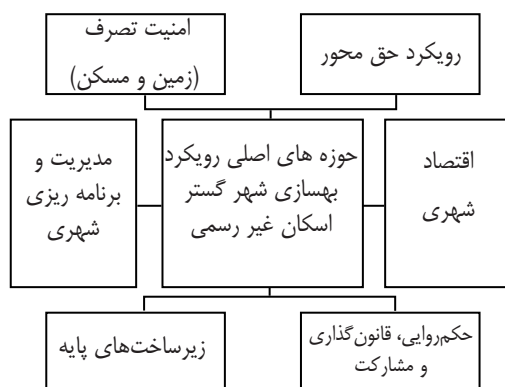 رویکرد حق محور
امنیت تصرف
(زمین و مسکن)
اقتصاد
شهری
حوزه های اصلی رویکرد
بهسازی شهر گستر
اسکان غیر رسمی
مدیریت و
برنامه ریزی
شهری
حکم‌روایی، قانون‌گذاری
و مشارکت
زیرساخت‌های پایه